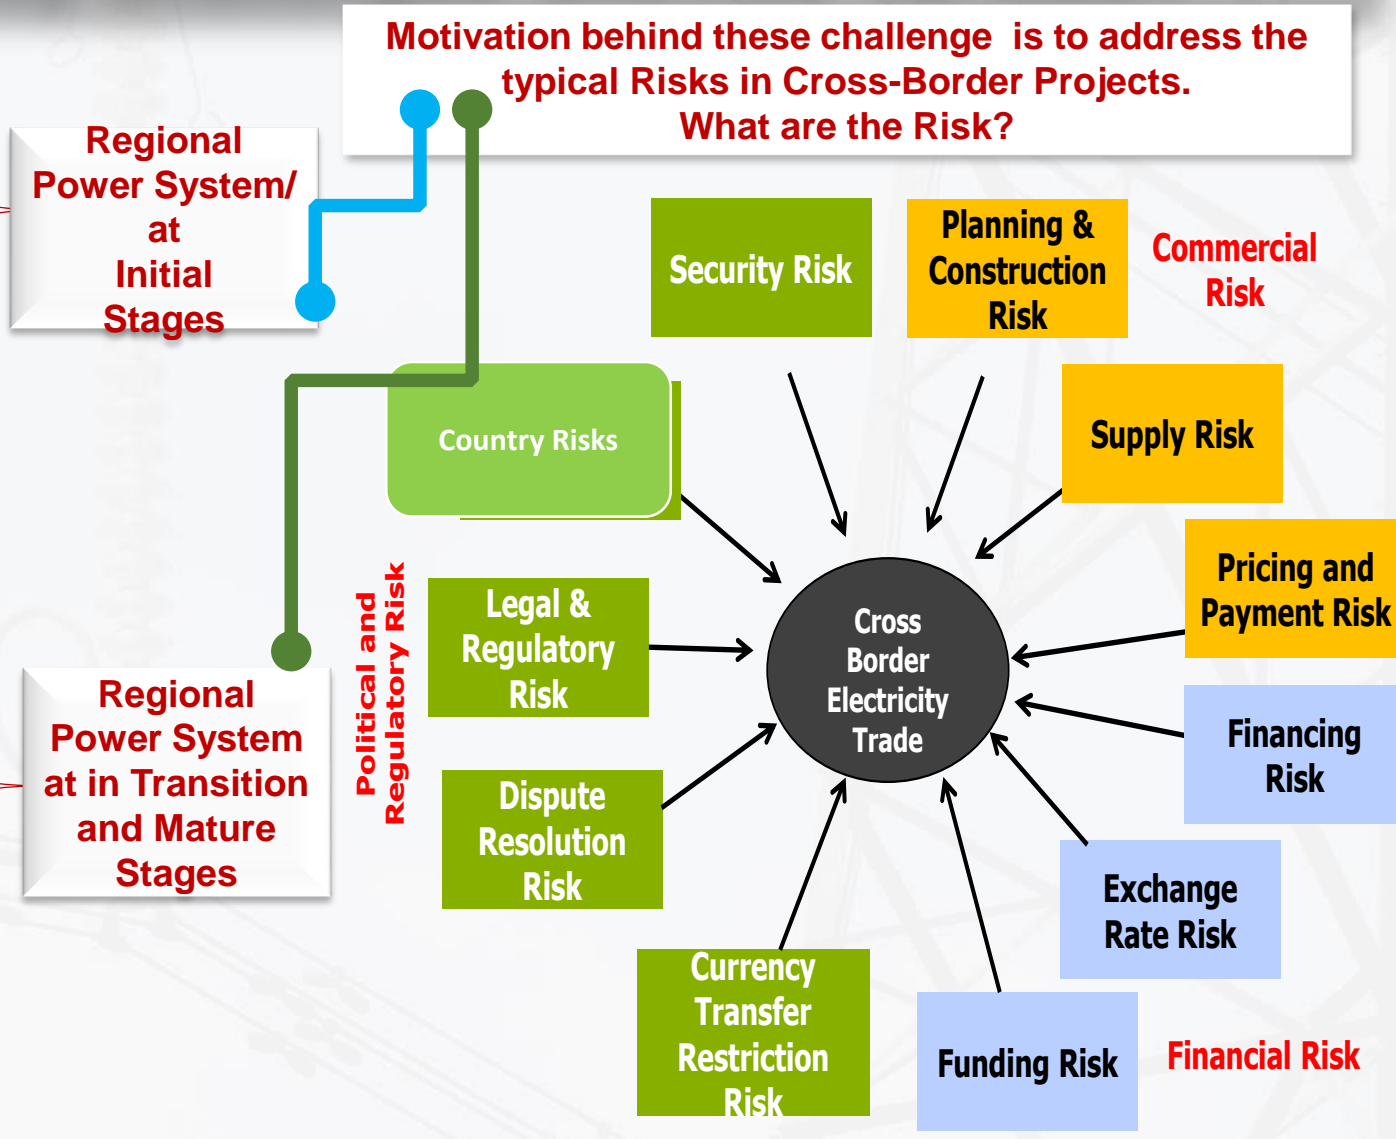 Motivation behind these challenge is to address the
typical Risks in Cross-Border Projects.
What are the Risk?
Regional
Power System/
at
Initial
Stages
Security Risk
Planning &
Construction
Risk
Commercial
Risk
Country Risks
Supply Risk
Pricing and
Payment Risk
Political and
Regulatory Risk
Legal &
Regulatory
Risk
Cross
Border
Electricity
Trade
Regional
Power System
at in Transition
and Mature
Stages
Financing
Risk
Dispute
Resolution
Risk
Exchange
Rate Risk
Currency
Transfer
Restriction
Risk
Funding Risk
Financial Risk